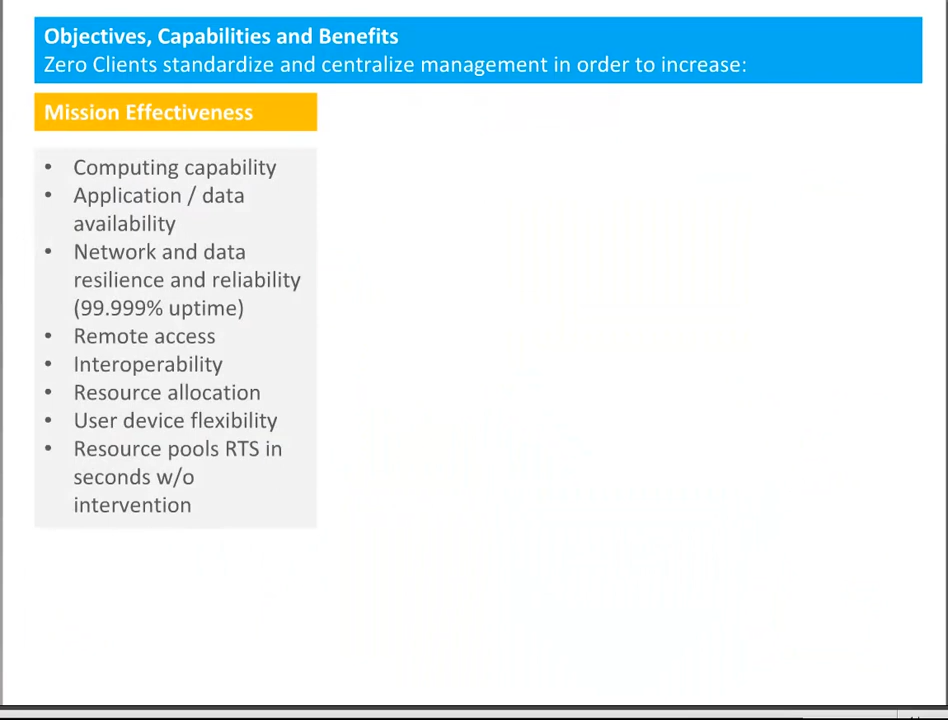 Objectives, Capabilities and Benefits
Zero Clients standardize and centralize management in order to increase:
Mission Effectiveness
• Computing capability
• Application / data
availability
• Network and data
resilience and reliability
(99.999% uptime)
• Remote access
• Interoperability
• Resource allocation
• User device flexibility
• Resource pools RTS in
seconds w/o
intervention